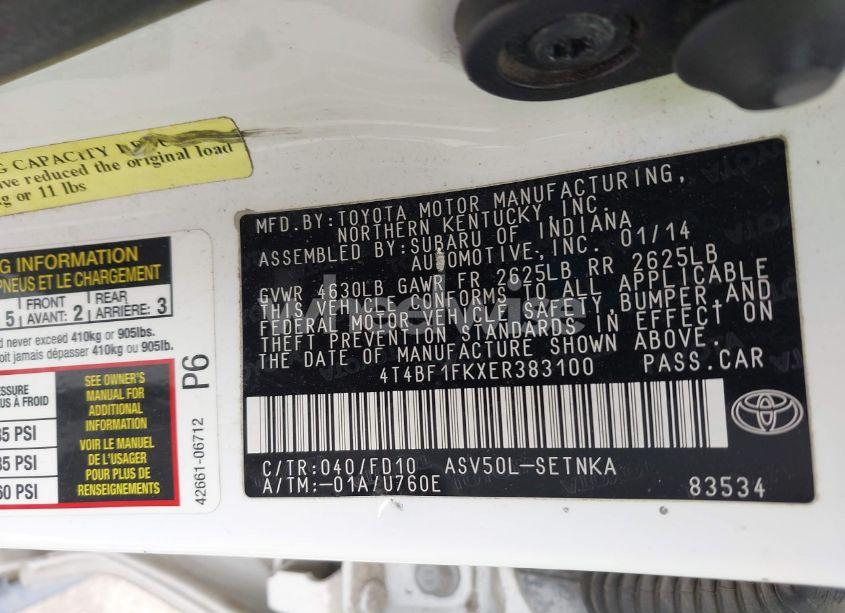 G CAPACITY
ve reduced the original load
g or 11 lbs
G INFORMATION
PNEUS ET LE CHARGEMENT
5 FRONT AVANT: 2 REAR ARRIÈRE: 3
d never exceed 410kg or 905lbs.
oit jamais dépasser 410kg ou 905lb.
ESSURE
S À FROID
35 PSI
35 PSI
60 PSI
SEE OWNER'S
MANUAL FOR
ADDITIONAL
INFORMATION
VOIR LE MANUEL
DE L'USAGER
POUR PLUS DE
RENSEIGNEMENTS
P6
42661-06712
MFD.BY:TOYOTA MOTOR MANUFACTURING,
NORTHERN KENTUCKY, INC.
ASSEMBLED BY:SUBARU OF INDIANA
AUTOMOTIVE,INC. 01/14
GVWR 4630LB GAWR FR 2625LB RR 2625LB
THIS VEHICLE CONFORMS TO ALL APPLICABLE
FEDERAL MOTOR VEHICLE SAFETY,BUMPER,AND
THEFT PREVENTION STANDARDS IN EFFECT ON
THE DATE OF MANUFACTURE SHOWN ABOVE.
4T4BF1FKXER383100 PASS.CAR
C/TR:040/FD10 ASV50L-SETNKA
A/TM:-01A/U760E 83534